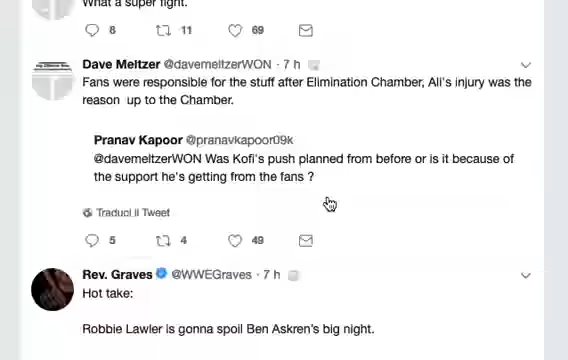 What a super fight.
8 11 69
Dave Meltzer @davemeltzerWON · 7 h
Fans were responsible for the stuff after Elimination Chamber, Ali's injury was the
reason up to the Chamber.
Pranav Kapoor @pranavkapoor09k
@davemeltzerWON Was Kofi's push planned from before or is it because of
the support he's getting from the fans ?
Traduci il Tweet
5 4 49
Rev. Graves @WWEGraves · 7 h
Hot take:
Robbie Lawler is gonna spoil Ben Askren's big night.